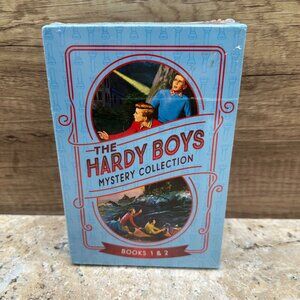 THE
HARDY BOYS
MYSTERY COLLECTION
BOOKS 1 & 2